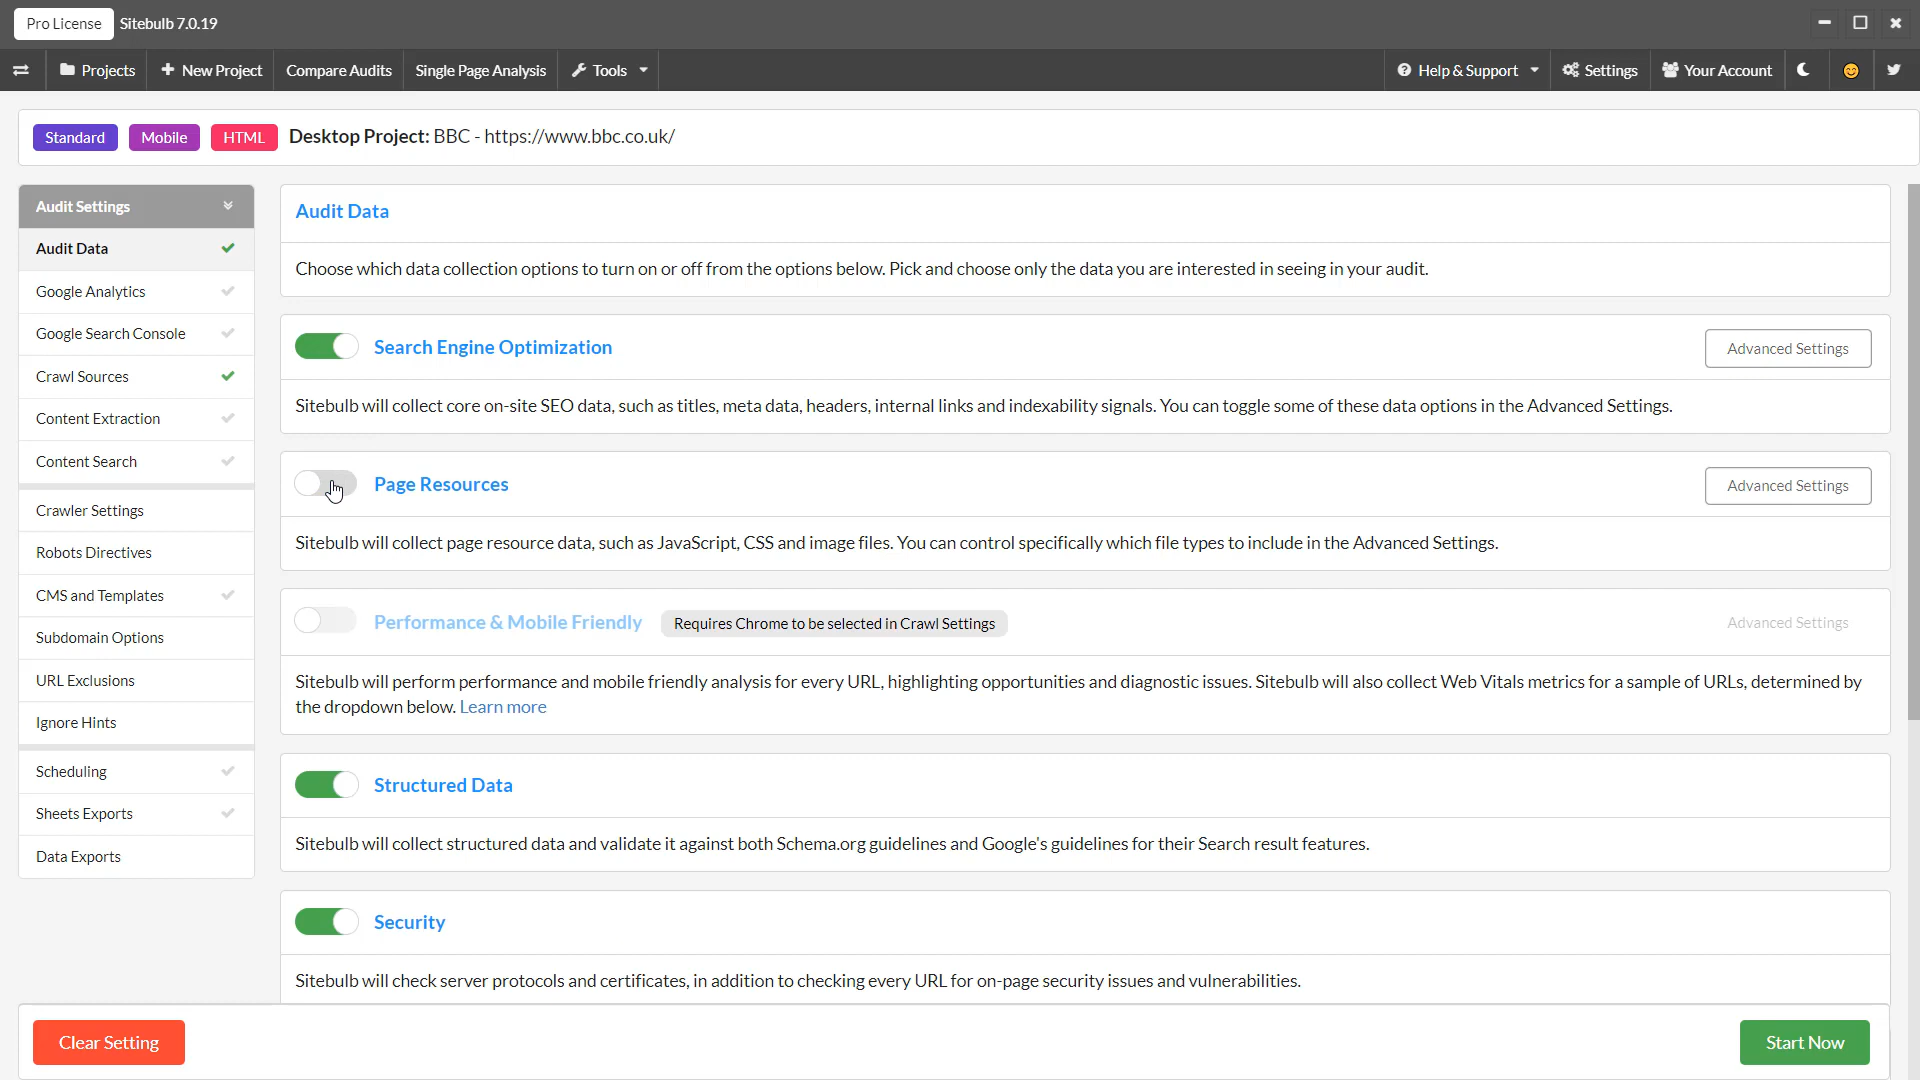 Pro License Sitebulb 7.0.19
Projects New Project Compare Audits Single Page Analysis Tools Help & Support Settings Your Account
Standard Mobile HTML Desktop Project: BBC - https://www.bbc.co.uk/
Audit Settings
Audit Data
Google Analytics
Google Search Console
Crawl Sources
Content Extraction
Content Search
Crawler Settings
Robots Directives
CMS and Templates
Subdomain Options
URL Exclusions
Ignore Hints
Scheduling
Sheets Exports
Data Exports
Audit Data
Choose which data collection options to turn on or off from the options below. Pick and choose only the data you are interested in seeing in your audit.
Search Engine Optimization Advanced Settings
Sitebulb will collect core on-site SEO data, such as titles, meta data, headers, internal links and indexability signals. You can toggle some of these data options in the Advanced Settings.
Page Resources Advanced Settings
Sitebulb will collect page resource data, such as JavaScript, CSS and image files. You can control specifically which file types to include in the Advanced Settings.
Performance & Mobile Friendly Requires Chrome to be selected in Crawl Settings Advanced Settings
Sitebulb will perform performance and mobile friendly analysis for every URL, highlighting opportunities and diagnostic issues. Sitebulb will also collect Web Vitals metrics for a sample of URLs, determined by
the dropdown below. Learn more
Structured Data
Sitebulb will collect structured data and validate it against both Schema.org guidelines and Google's guidelines for their Search result features.
Security
Sitebulb will check server protocols and certificates, in addition to checking every URL for on-page security issues and vulnerabilities.
Clear Setting Start Now